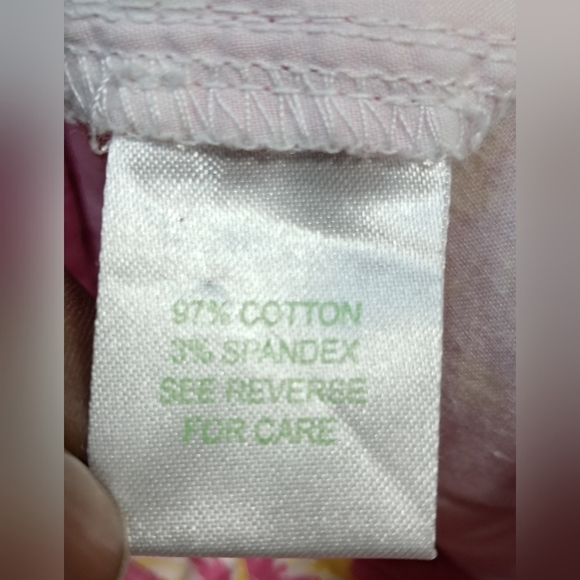 97% COTTON
3% SPANDEX
SEE REVERSE
FOR CARE